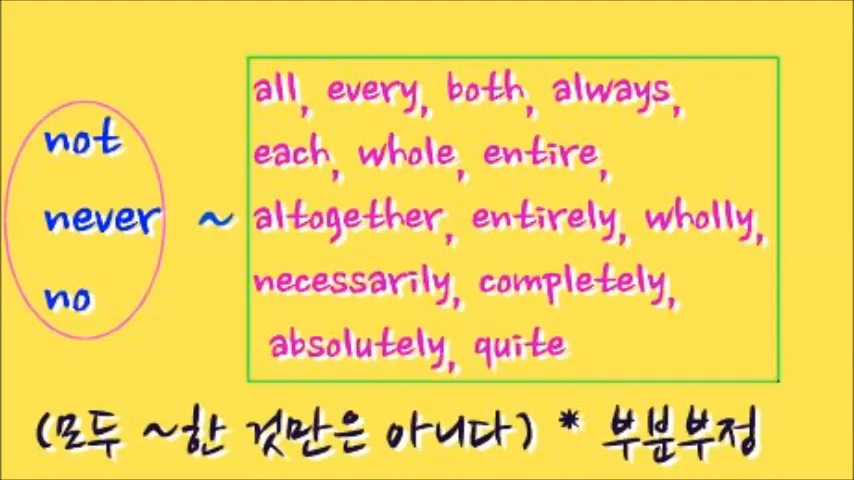 not
never
no
~
all, every, both, always,
each, whole, entire,
altogether, entirely, wholly,
necessarily, completely,
absolutely, quite
(모두 ~한 것만은 아니다) * 부분부정